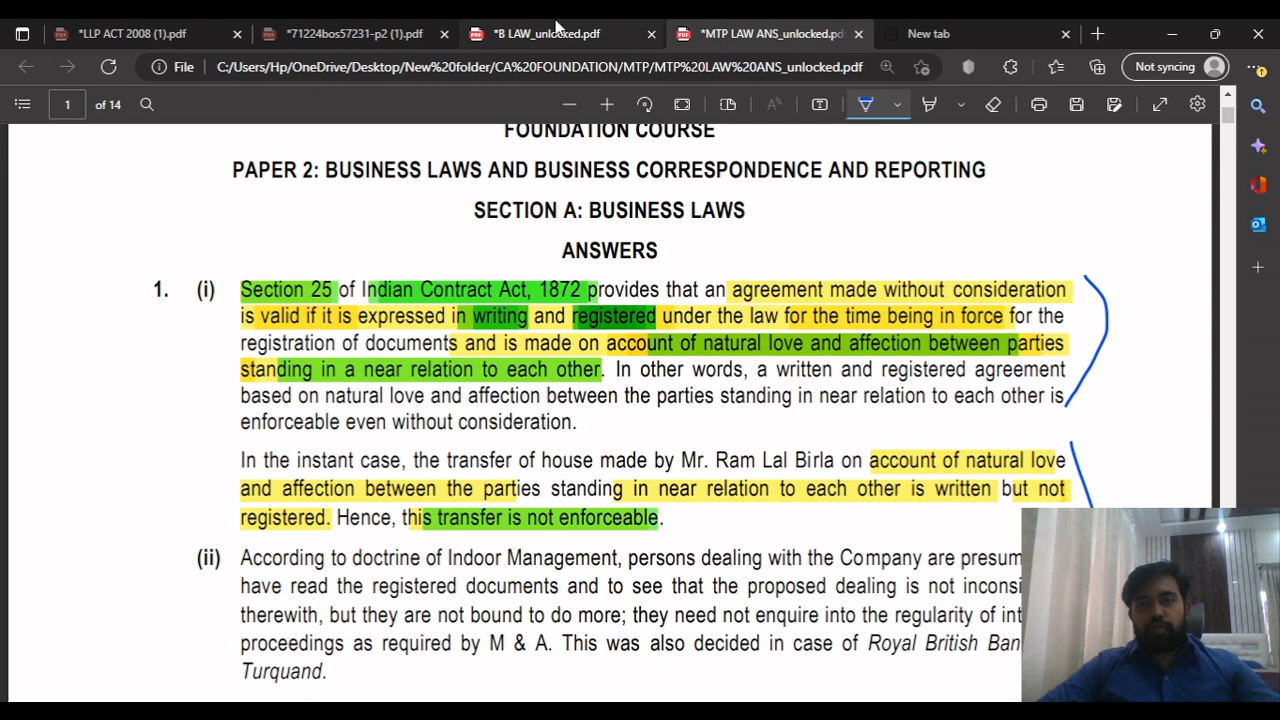 *LLP ACT 2008 (1).pdf
*71224bos57231-p2 (1).pdf
*B LAW_unlocked.pdf
*MTP LAW ANS_unlocked.pd
New tab
File
C:/Users/Hp/OneDrive/Desktop/New%20folder/CA%20FOUNDATION/MTP/MTP%20LAW%20ANS_unlocked.pdf
Not syncing
1 of 14
FOUNDATION COURSE
PAPER 2: BUSINESS LAWS AND BUSINESS CORRESPONDENCE AND REPORTING
SECTION A: BUSINESS LAWS
ANSWERS
1. (i) Section 25 of Indian Contract Act, 1872 provides that an agreement made without consideration
is valid if it is expressed in writing and registered under the law for the time being in force for the
registration of documents and is made on account of natural love and affection between parties
standing in a near relation to each other. In other words, a written and registered agreement
based on natural love and affection between the parties standing in near relation to each other is
enforceable even without consideration.
In the instant case, the transfer of house made by Mr. Ram Lal Birla on account of natural love
and affection between the parties standing in near relation to each other is written but not
registered. Hence, this transfer is not enforceable.
(ii) According to doctrine of Indoor Management, persons dealing with the Company are presum
have read the registered documents and to see that the proposed dealing is not inconsi
therewith, but they are not bound to do more; they need not enquire into the regularity of int
proceedings as required by M & A. This was also decided in case of Royal British Ban
Turquand.